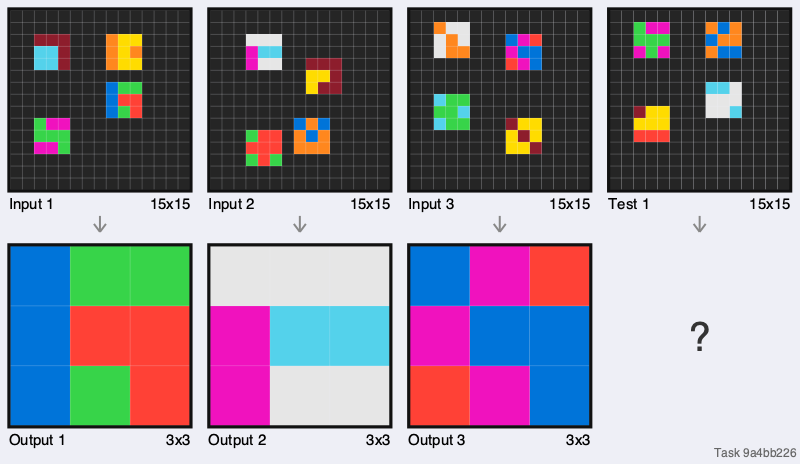 Input 1 15x15
Input 2 15x15
Input 3 15x15
Test 1 15x15
?
Output 1 3x3
Output 2 3x3
Output 3 3x3
Task 9a4bb226